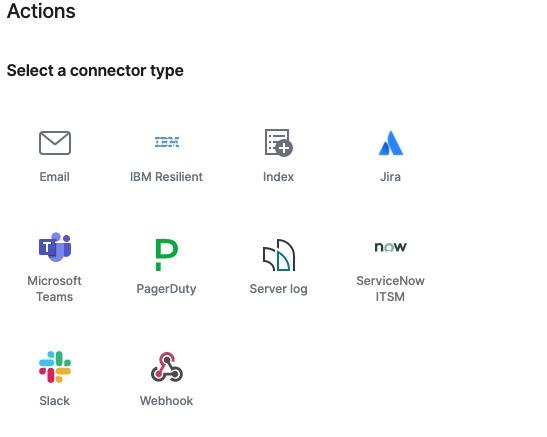 Actions
Select a connector type
IBM
Email
IBM Resilient
Index
Jira
T
now
Microsoft
Teams
PagerDuty
Server log
ServiceNow
ITSM
Slack
Webhook